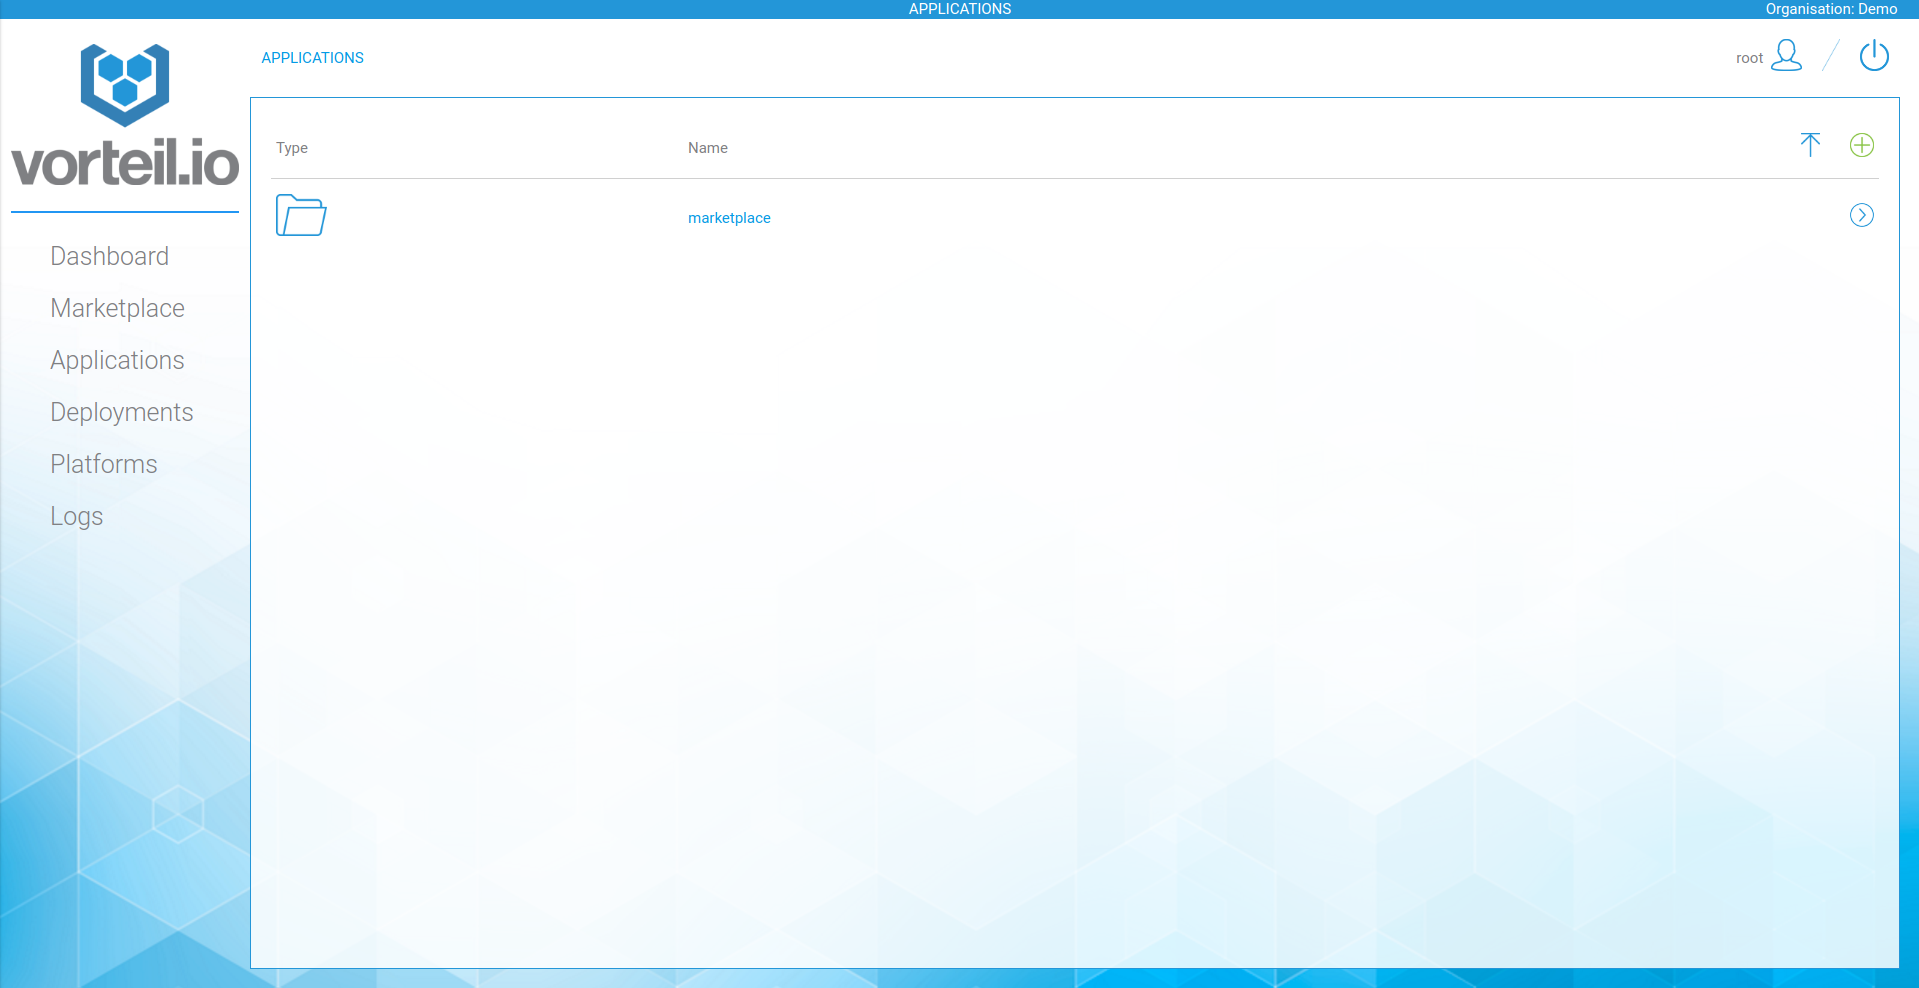 APPLICATIONS
Organisation: Demo
vorteil.io
APPLICATIONS
root
Type
Name
marketplace
Dashboard
Marketplace
Applications
Deployments
Platforms
Logs